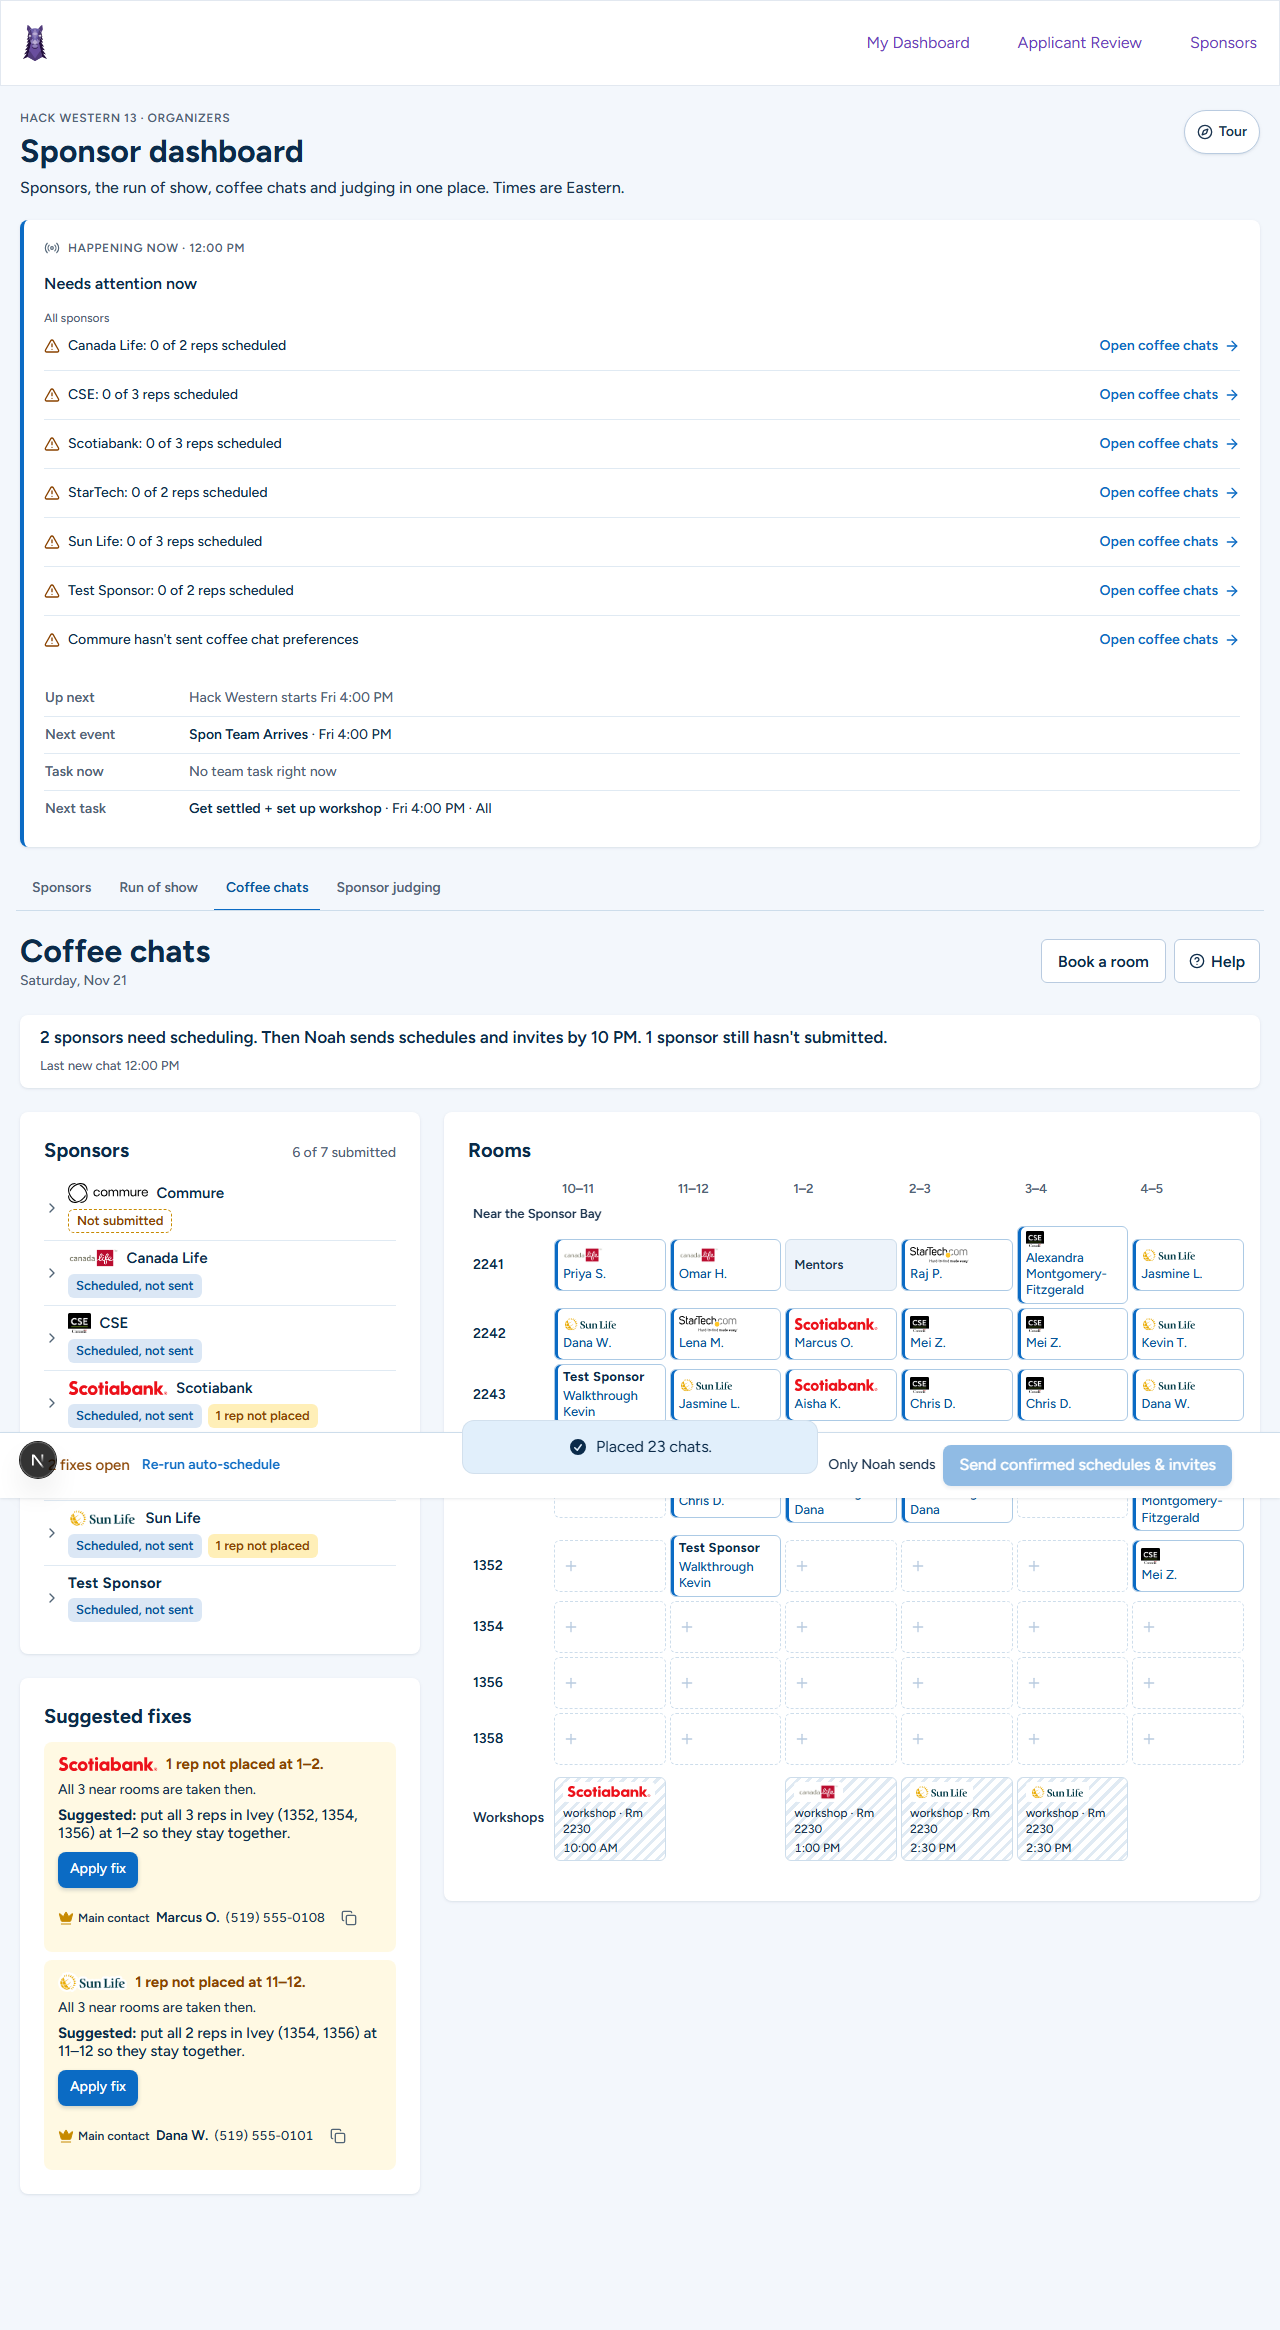 My Dashboard
Applicant Review
Sponsors
HACK WESTERN 13 · ORGANIZERS
Sponsor dashboard
Tour
Sponsors, the run of show, coffee chats and judging in one place. Times are Eastern.
HAPPENING NOW · 12:00 PM
Needs attention now
All sponsors
Canada Life: 0 of 2 reps scheduled
Open coffee chats
CSE: 0 of 3 reps scheduled
Open coffee chats
Scotiabank: 0 of 3 reps scheduled
Open coffee chats
StarTech: 0 of 2 reps scheduled
Open coffee chats
Sun Life: 0 of 3 reps scheduled
Open coffee chats
Test Sponsor: 0 of 2 reps scheduled
Open coffee chats
Commure hasn't sent coffee chat preferences
Open coffee chats
Up next
Hack Western starts Fri 4:00 PM
Next event
Spon Team Arrives · Fri 4:00 PM
Task now
No team task right now
Next task
Get settled + set up workshop · Fri 4:00 PM · All
Sponsors
Run of show
Coffee chats
Sponsor judging
Coffee chats
Saturday, Nov 21
Book a room
Help
2 sponsors need scheduling. Then Noah sends schedules and invites by 10 PM. 1 sponsor still hasn't submitted.
Last new chat 12:00 PM
Sponsors
6 of 7 submitted
commure Commure
Not submitted
canada life Canada Life
Scheduled, not sent
CSE CSE
Scheduled, not sent
Scotiabank. Scotiabank
Scheduled, not sent
1 rep not placed
Sun Life Sun Life
Scheduled, not sent
1 rep not placed
Test Sponsor
Scheduled, not sent
Suggested fixes
Scotiabank. 1 rep not placed at 1–2.
All 3 near rooms are taken then.
Suggested: put all 3 reps in Ivey (1352, 1354,
1356) at 1–2 so they stay together.
Apply fix
Main contact Marcus O. (519) 555-0108
Sun Life 1 rep not placed at 11–12.
All 3 near rooms are taken then.
Suggested: put all 2 reps in Ivey (1354, 1356) at
11–12 so they stay together.
Apply fix
Main contact Dana W. (519) 555-0101
Rooms
10–11
11–12
1–2
2–3
3–4
4–5
Near the Sponsor Bay
2241
canada life
Priya S.
canada life
Omar H.
Mentors
StarTech.com
Raj P.
CSE
Alexandra
Montgomery-
Fitzgerald
Sun Life
Jasmine L.
2242
Sun Life
Dana W.
StarTech.com
Lena M.
Scotiabank.
Marcus O.
CSE
Mei Z.
CSE
Mei Z.
Sun Life
Kevin T.
2243
Test Sponsor
Walkthrough
Kevin
Sun Life
Jasmine L.
Scotiabank.
Aisha K.
CSE
Chris D.
CSE
Chris D.
Sun Life
Dana W.
N
fixes open
Re-run auto-schedule
Placed 23 chats.
Only Noah sends
Send confirmed schedules & invites
Chris D.
Dana
Dana
Montgomery-
Fitzgerald
1352
Test Sponsor
Walkthrough
Kevin
CSE
Mei Z.
1354
1356
1358
Workshops
Scotiabank.
workshop · Rm
2230
10:00 AM
canada life
workshop · Rm
2230
1:00 PM
Sun Life
workshop · Rm
2230
2:30 PM
Sun Life
workshop · Rm
2230
2:30 PM